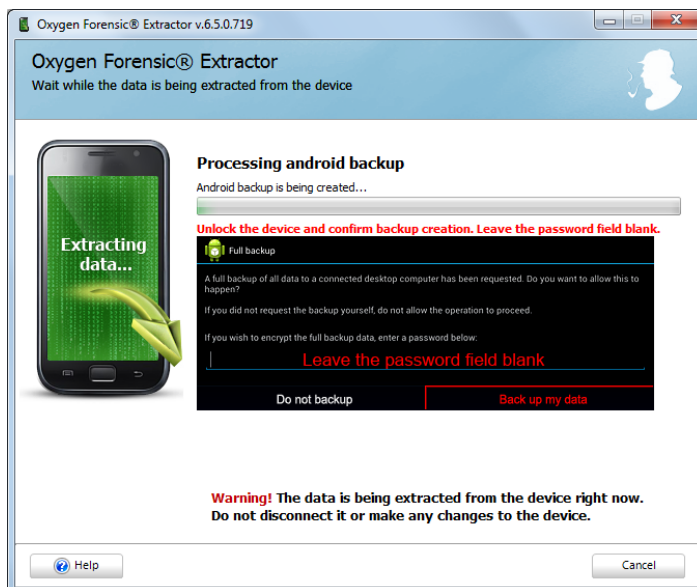 Oxygen Forensic® Extractor v.6.5.0.719
Oxygen Forensic® Extractor
Wait while the data is being extracted from the device
Extracting
data...
Processing android backup
Android backup is being created...
Unlock the device and confirm backup creation. Leave the password field blank.
Full backup
A full backup of all data to a connected desktop computer has been requested. Do you want to allow this to
happen?
If you did not request the backup yourself, do not allow the operation to proceed.
If you wish to encrypt the full backup data, enter a password below:
Leave the password field blank
Do not backup
Back up my data
Warning! The data is being extracted from the device right now.
Do not disconnect it or make any changes to the device.
Help
Cancel